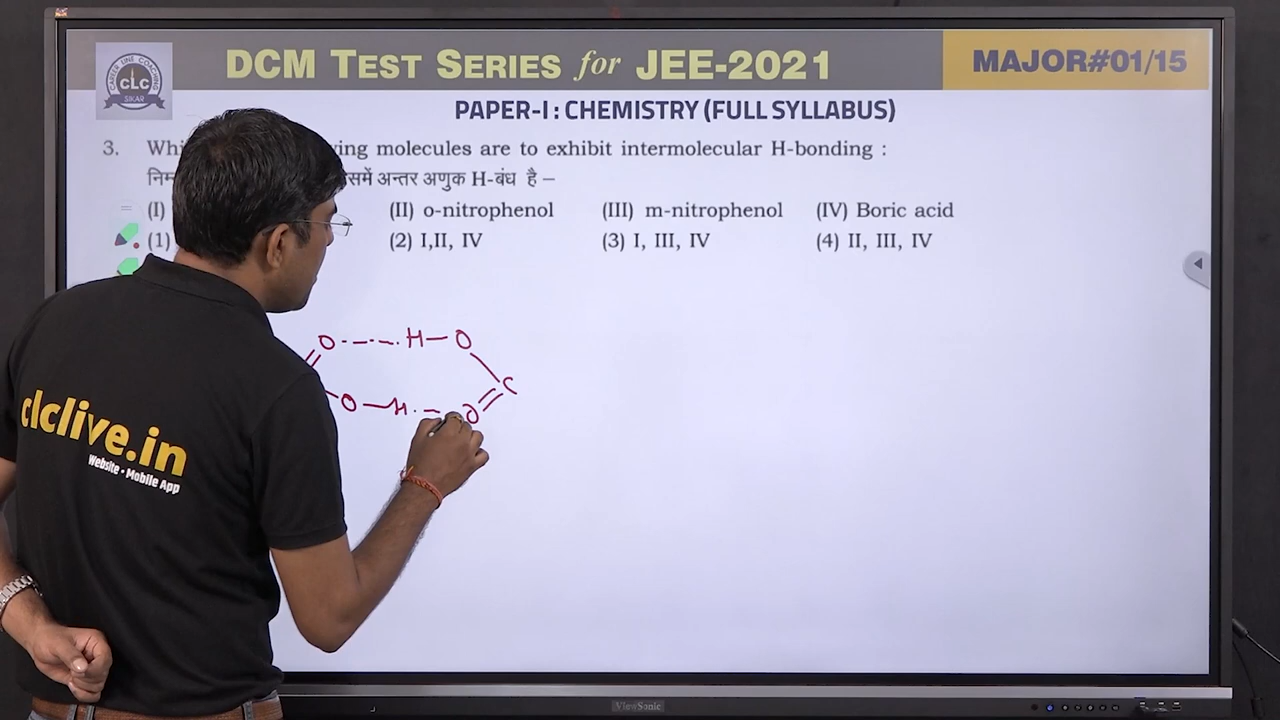 DCM TEST SERIES for JEE-2021
MAJOR#01/15
CLC
SIKAR
PAPER-I : CHEMISTRY (FULL SYLLABUS)
3. Whi ving molecules are to exhibit intermolecular H-bonding :
अन्तर अणुक H-बंध है –
(I) (II) o-nitrophenol (III) m-nitrophenol (IV) Boric acid
(1) (2) I,II, IV (3) I, III, IV (4) II, III, IV
O H O
C
O H O
clclive.in
Website • Mobile App
ViewSonic